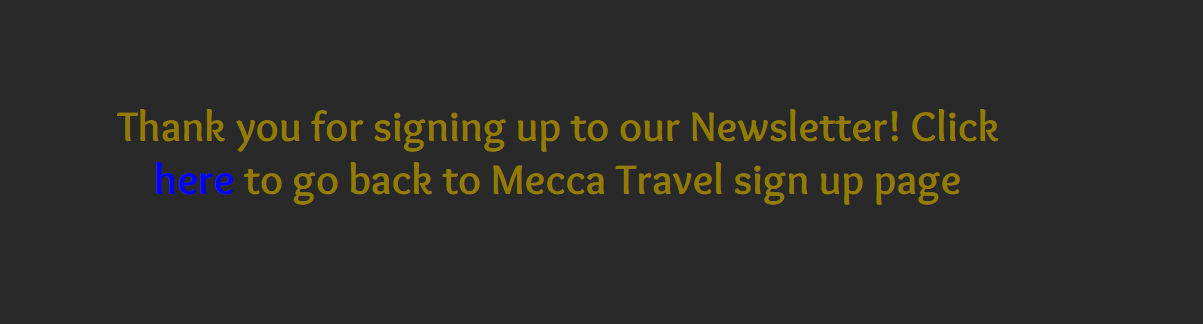 Thank you for signing up to our Newsletter! Click
here to go back to Mecca Travel sign up page